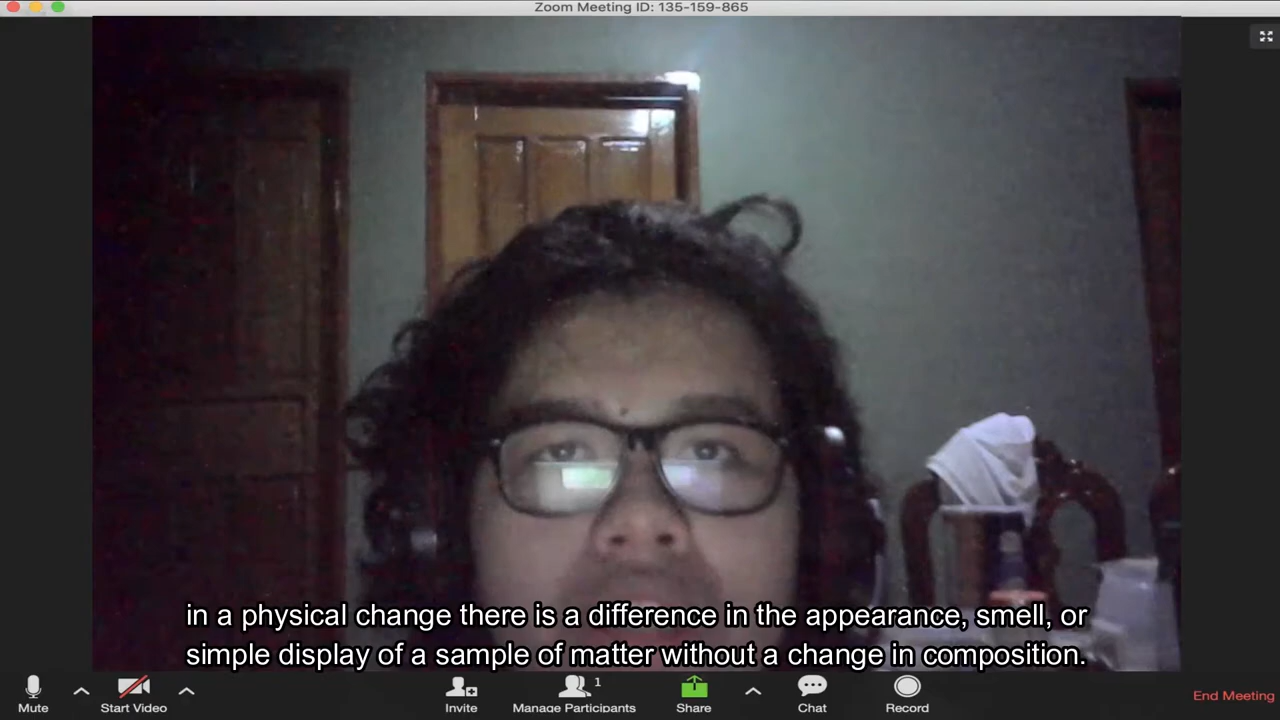 Zoom Meeting ID: 135-159-865
in a physical change there is a difference in the appearance, smell, or
simple display of a sample of matter without a change in composition.
Mute
Start Video
Invite
1
Manage Participants
Share
Chat
Record
End Meeting